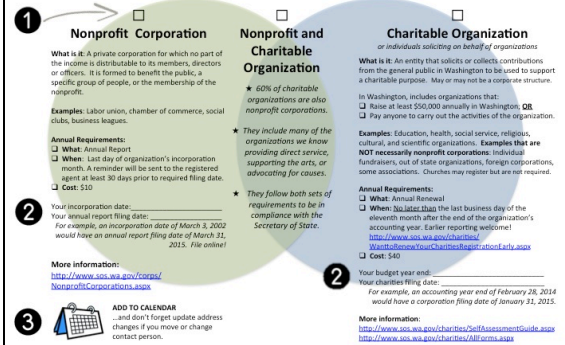 1
Nonprofit Corporation
What is it: A private corporation for which no part of
the income is distributable to its members, directors
or officers. It is formed to benefit the public, a
specific group of people, or the membership of the
nonprofit.
Examples: Labor union, chamber of commerce, social
clubs, business leagues.
Annual Requirements:
❑ What: Annual Report
❑ When: Last day of organization's incorporation
month. A reminder will be sent to the registered
agent at least 30 days prior to required filing date.
❑ Cost: $10
2
Your incorporation date:____________________
Your annual report filing date: ________________
For example, an incorporation date of March 3, 2002
would have an annual report filing date of March 31,
2015. File online!
More information:
http://www.sos.wa.gov/corps/
NonprofitCorporations.aspx
Nonprofit and
Charitable
Organization
★ 60% of charitable
organizations are also
nonprofit corporations.
★ They include many of the
organizations we know
providing direct service,
supporting the arts, or
advocating for causes.
★ They follow both sets of
requirements to be in
compliance with the
Secretary of State.
Charitable Organization
or individuals soliciting on behalf of organizations
What is it: An entity that solicits or collects contributions
from the general public in Washington to be used to support
a charitable purpose. May or may not be a corporate structure.
In Washington, includes organizations that:
❑ Raise at least $50,000 annually in Washington; OR
❑ Pay anyone to carry out the activities of the organization.
Examples: Education, health, social service, religious,
cultural, and scientific organizations. Examples that are
NOT necessarily nonprofit corporations: Individual
fundraisers, out of state organizations, foreign corporations,
some associations. Churches may register but are not required.
Annual Requirements:
❑ What: Annual Renewal
❑ When: No later than the last business day of the
eleventh month after the end of the organization's
accounting year. Earlier reporting welcome!
http://www.sos.wa.gov/charities/
WanttoRenewYourCharitiesRegistrationEarly.aspx
❑ Cost: $40
2
Your budget year end: ____________________
Your charities filing date: ____________________
For example, an accounting year end of February 28, 2014
would have a corporation filing date of January 31, 2015.
More information:
http://www.sos.wa.gov/charities/SelfAssessmentGuide.aspx
http://www.sos.wa.gov/charities/AllForms.aspx
3
ADD TO CALENDAR
...and don't forget update address
changes if you move or change
contact person.